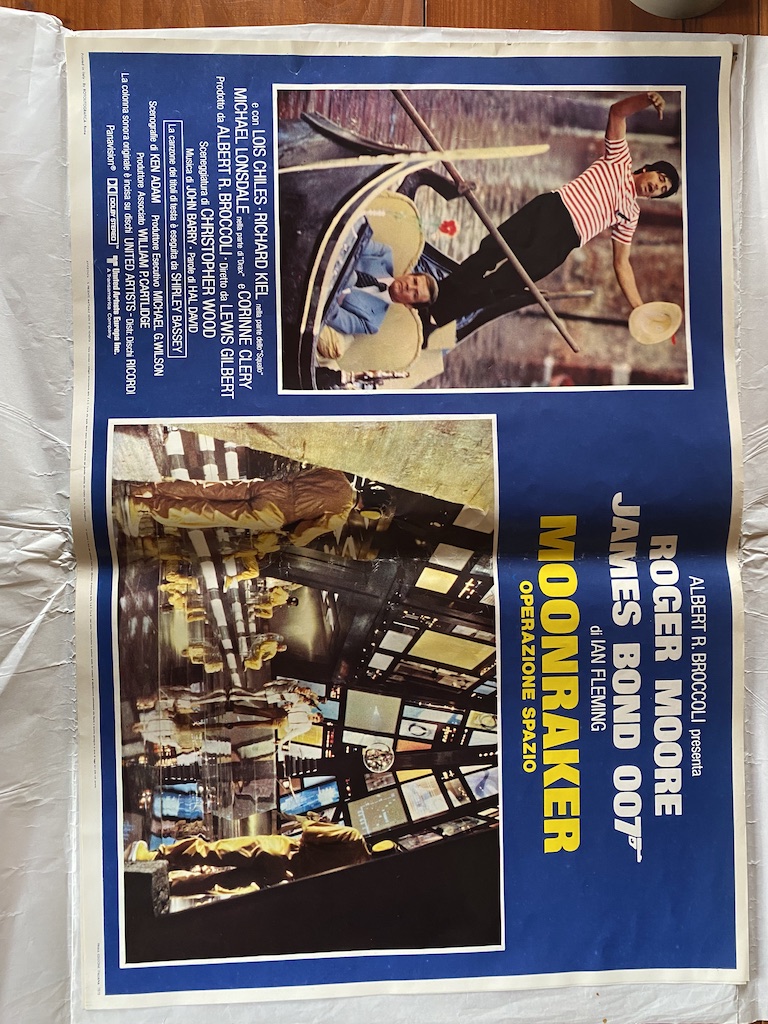 ALBERT R. BROCCOLI presenta
ROGER MOORE
JAMES BOND 007
di IAN FLEMING
MOONRAKER
OPERAZIONE SPAZIO
e con LOIS CHILES · RICHARD KIEL nella parte dello "Squalo"
MICHAEL LONSDALE nella parte di "Drax" e CORINNE CLERY
Prodotto da ALBERT R. BROCCOLI · Diretto da LEWIS GILBERT
Sceneggiatura di CHRISTOPHER WOOD
Musica di JOHN BARRY · Parole di HAL DAVID
La canzone dei titoli di testa è eseguita da SHIRLEY BASSEY
Scenografie di KEN ADAM Produttore Esecutivo MICHAEL G. WILSON
Produttore Associato WILLIAM P. CARTLIDGE
La colonna sonora originale è incisa su dischi UNITED ARTISTS - Distr. Dischi RICORDI
Panavision® DOLBY STEREO™ United Artists Europa Inc.
A Transamerica Company